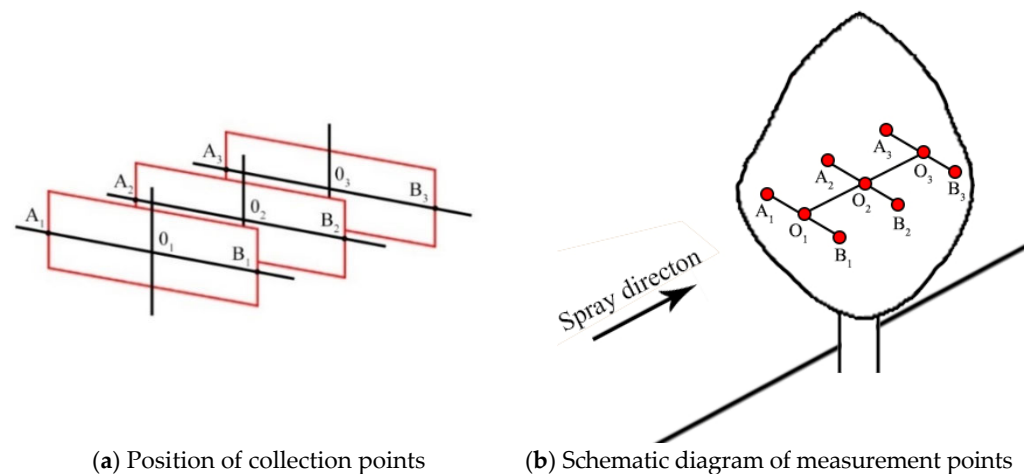 A₃
0₃
B₃
A₂
0₂
B₂
A₁
0₁
B₁
A₃
O₃
B₃
A₂
O₂
B₂
A₁
O₁
B₁
Spray directon
(a) Position of collection points
(b) Schematic diagram of measurement points